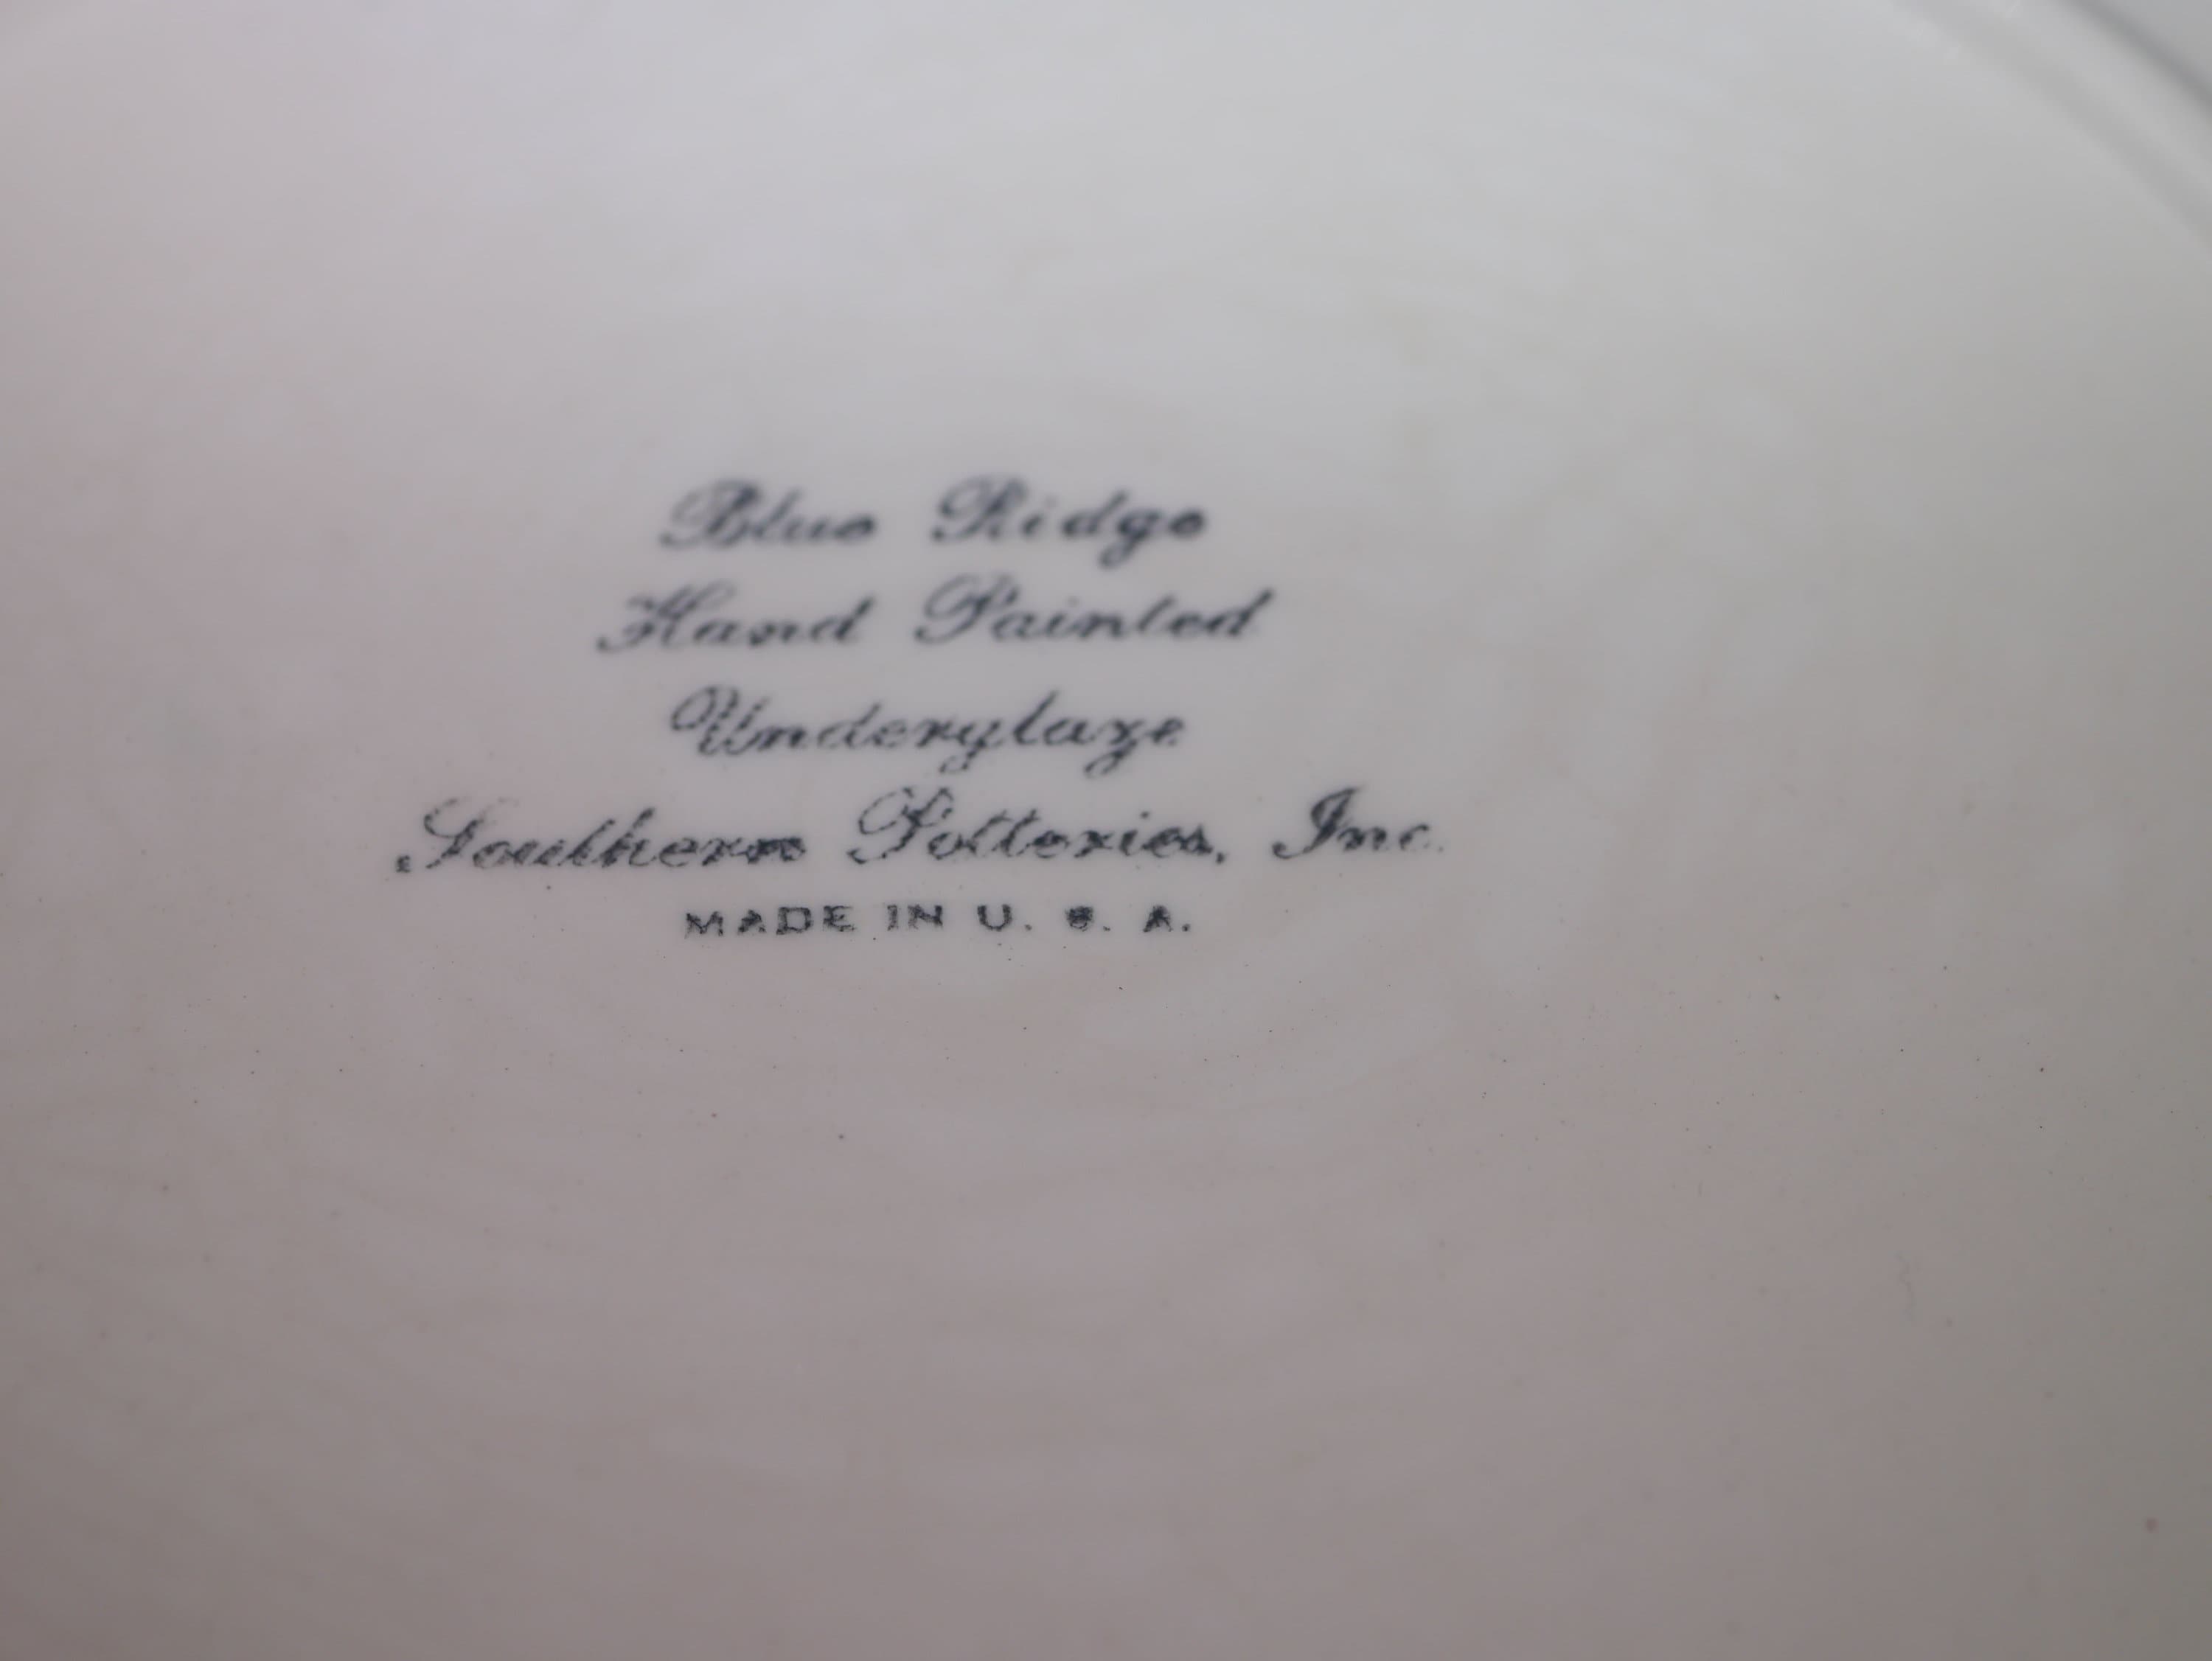 Blue Ridge
Hand Painted
Underglaze
Southern Potteries, Inc.
MADE IN U. S. A.